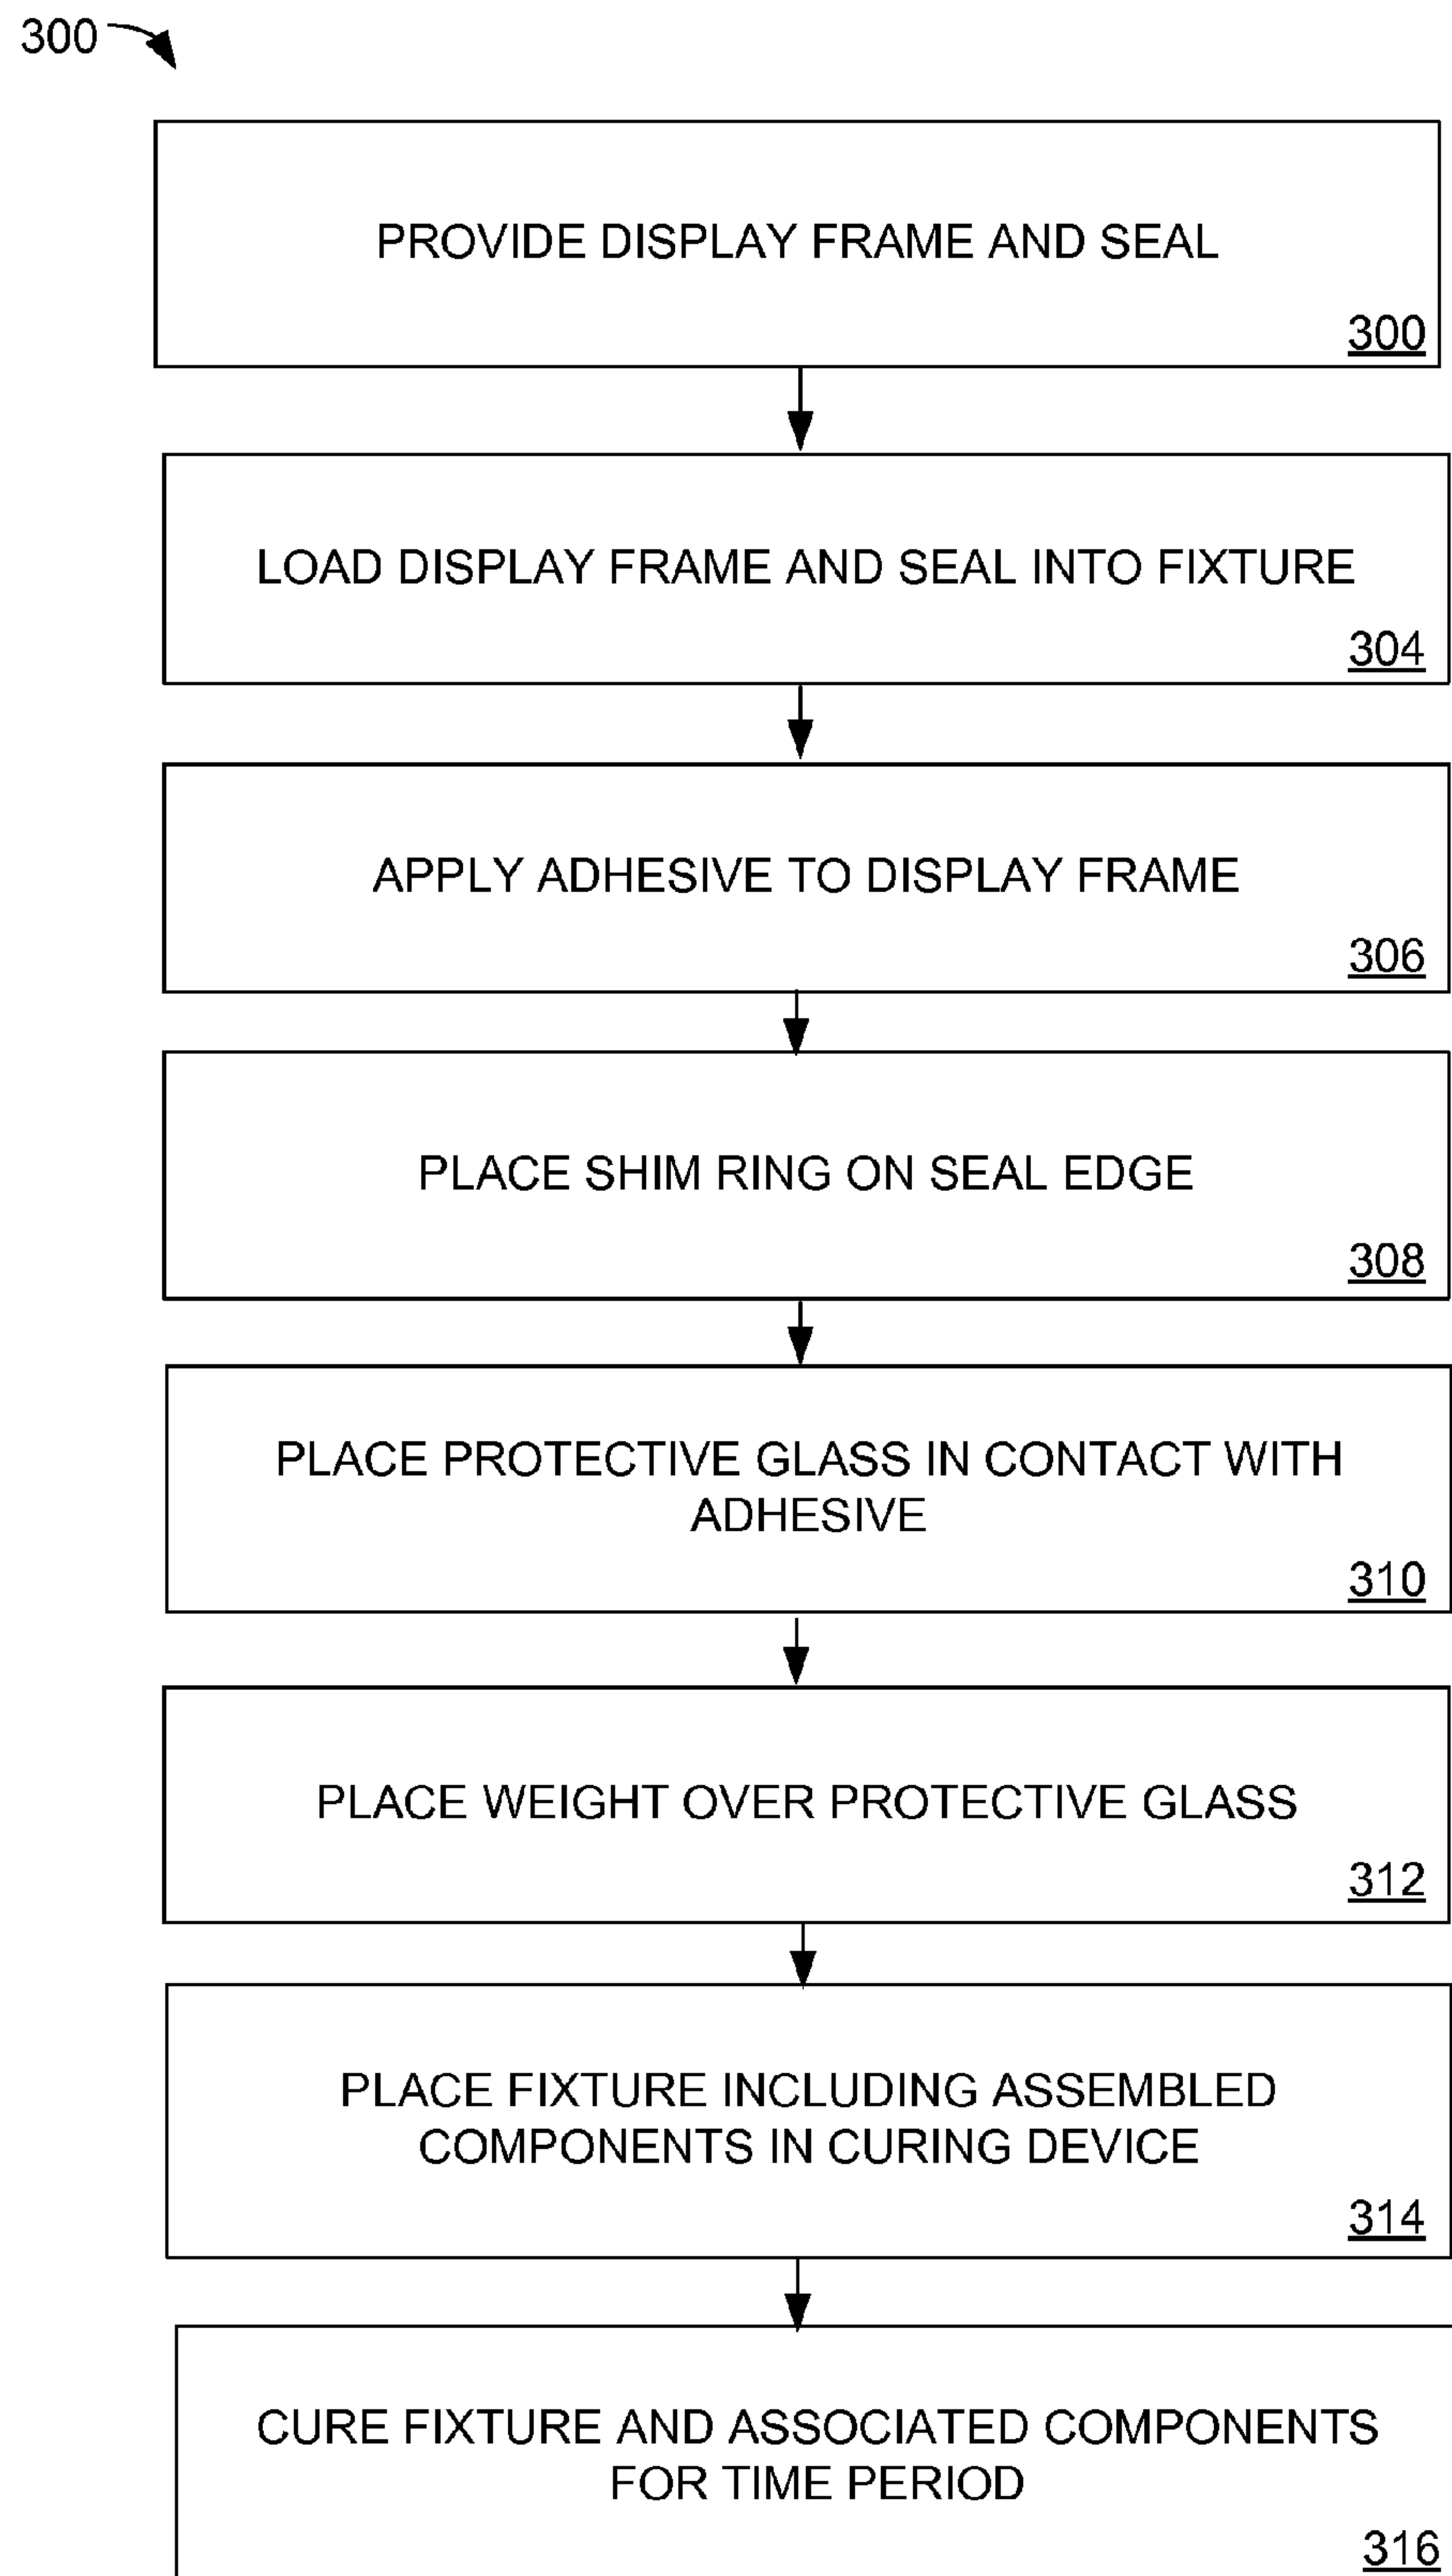 300
PROVIDE DISPLAY FRAME AND SEAL
300
LOAD DISPLAY FRAME AND SEAL INTO FIXTURE
304
APPLY ADHESIVE TO DISPLAY FRAME
306
PLACE SHIM RING ON SEAL EDGE
308
PLACE PROTECTIVE GLASS IN CONTACT WITH
ADHESIVE
310
PLACE WEIGHT OVER PROTECTIVE GLASS
312
PLACE FIXTURE INCLUDING ASSEMBLED
COMPONENTS IN CURING DEVICE
314
CURE FIXTURE AND ASSOCIATED COMPONENTS
FOR TIME PERIOD
316